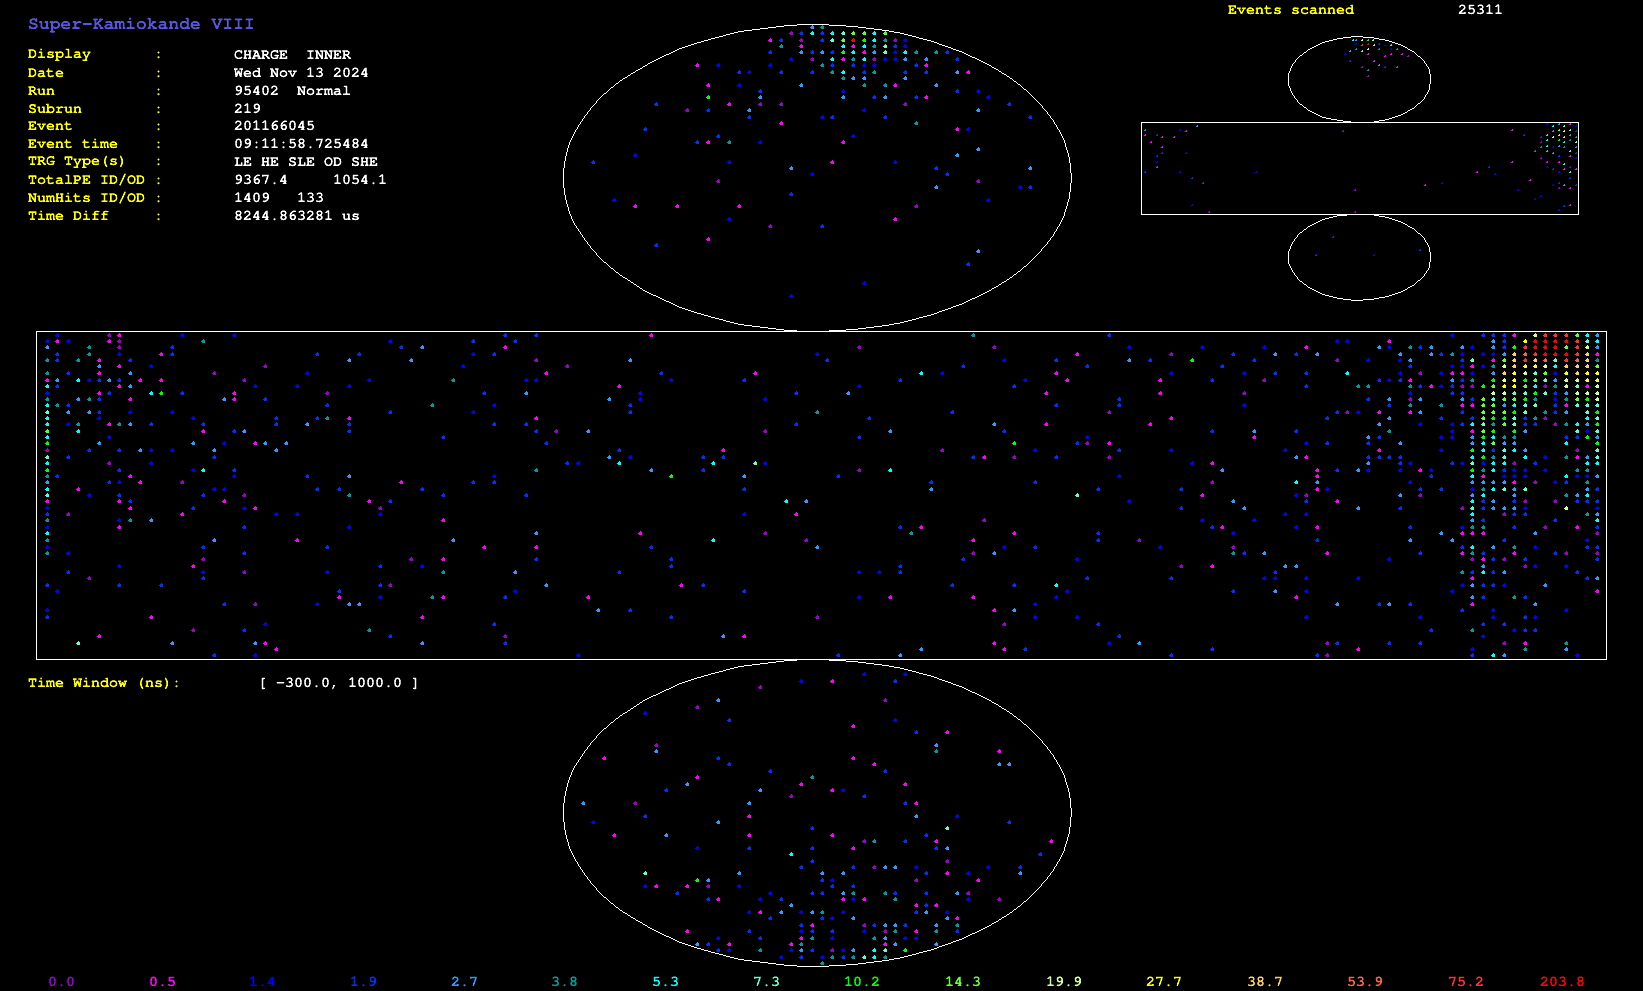 Super-Kamiokande VIII
Display : CHARGE INNER
Date : Wed Nov 13 2024
Run : 95402 Normal
Subrun : 219
Event : 201166045
Event time : 09:11:58.725484
TRG Type(s) : LE HE SLE OD SHE
TotalPE ID/OD : 9367.4 1054.1
NumHits ID/OD : 1409 133
Time Diff : 8244.863281 us
Events scanned 25311
Time Window (ns): [ -300.0, 1000.0 ]
0.0 0.5 1.4 1.9 2.7 3.8 5.3 7.3 10.2 14.3 19.9 27.7 38.7 53.9 75.2 203.8